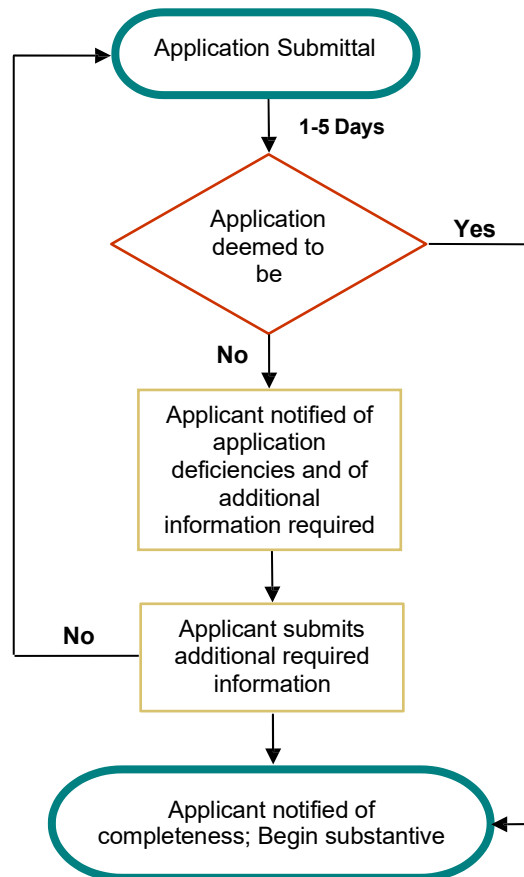 Application Submittal
1-5 Days
Application
deemed to
be
Yes
No
Applicant notified of
application
deficiencies and of
additional
information required
No
Applicant submits
additional required
information
Applicant notified of
completeness; Begin substantive